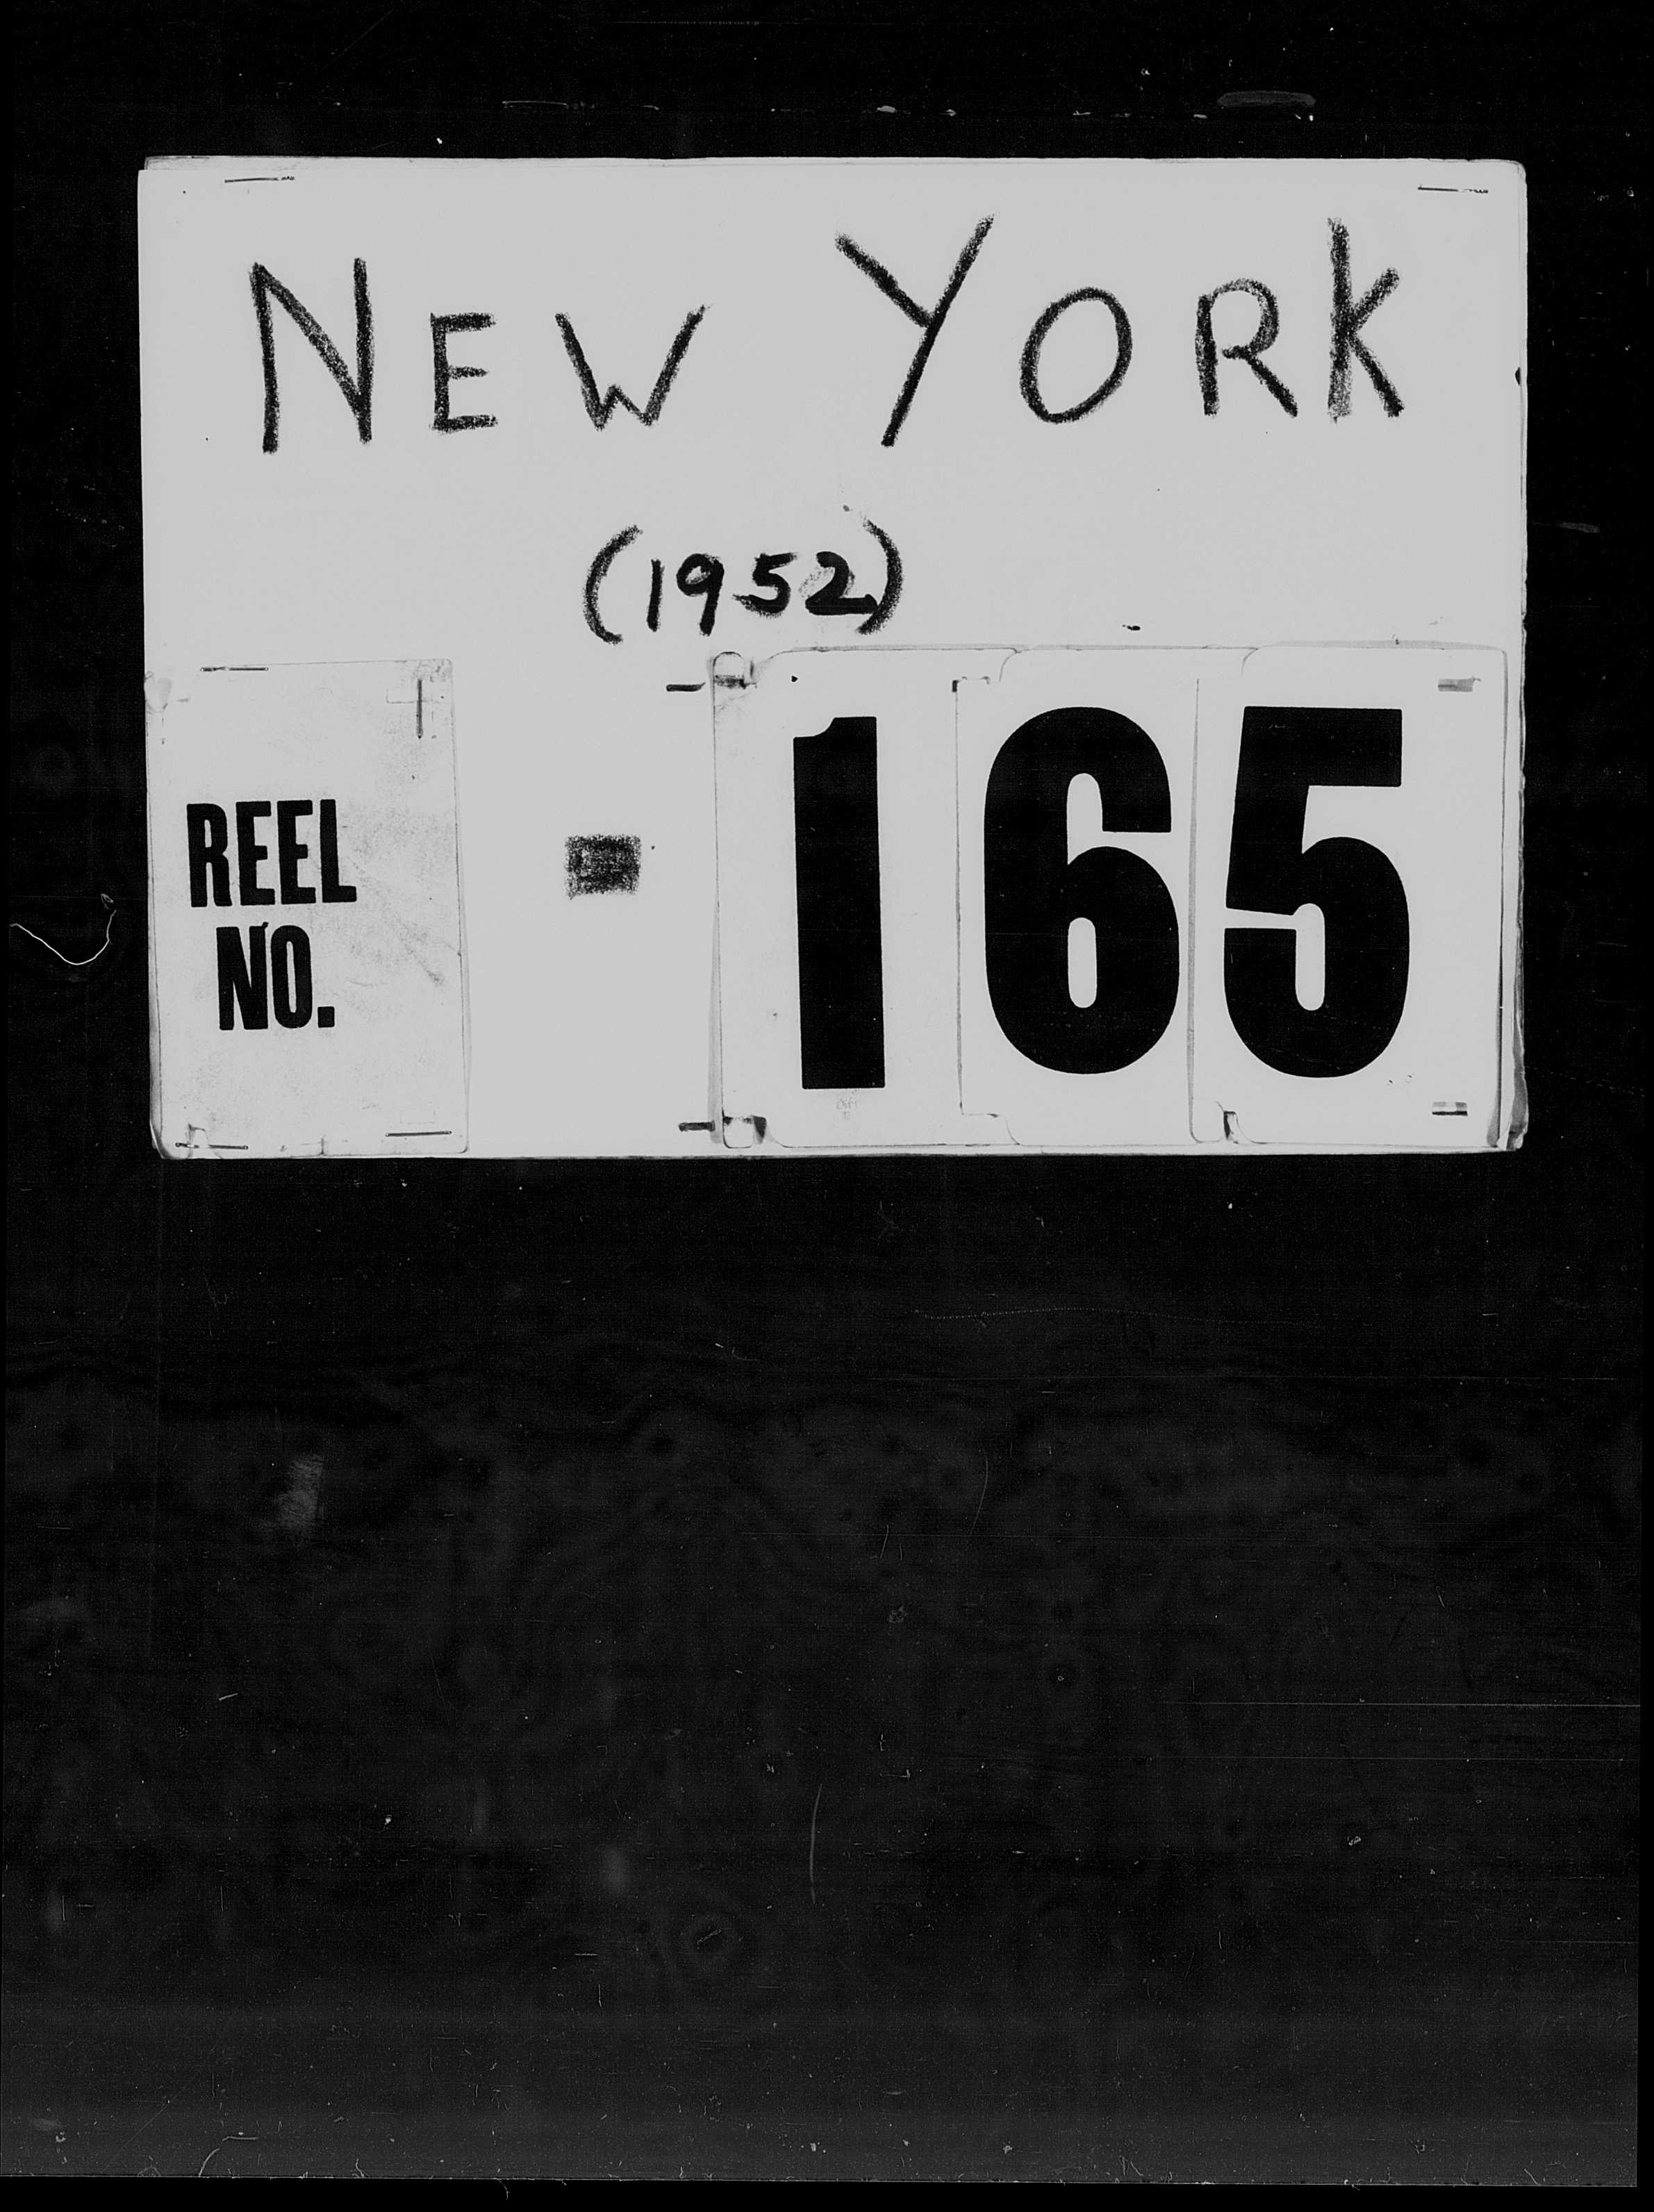 NEW YORK
(1952)
REEL
NO. - 165